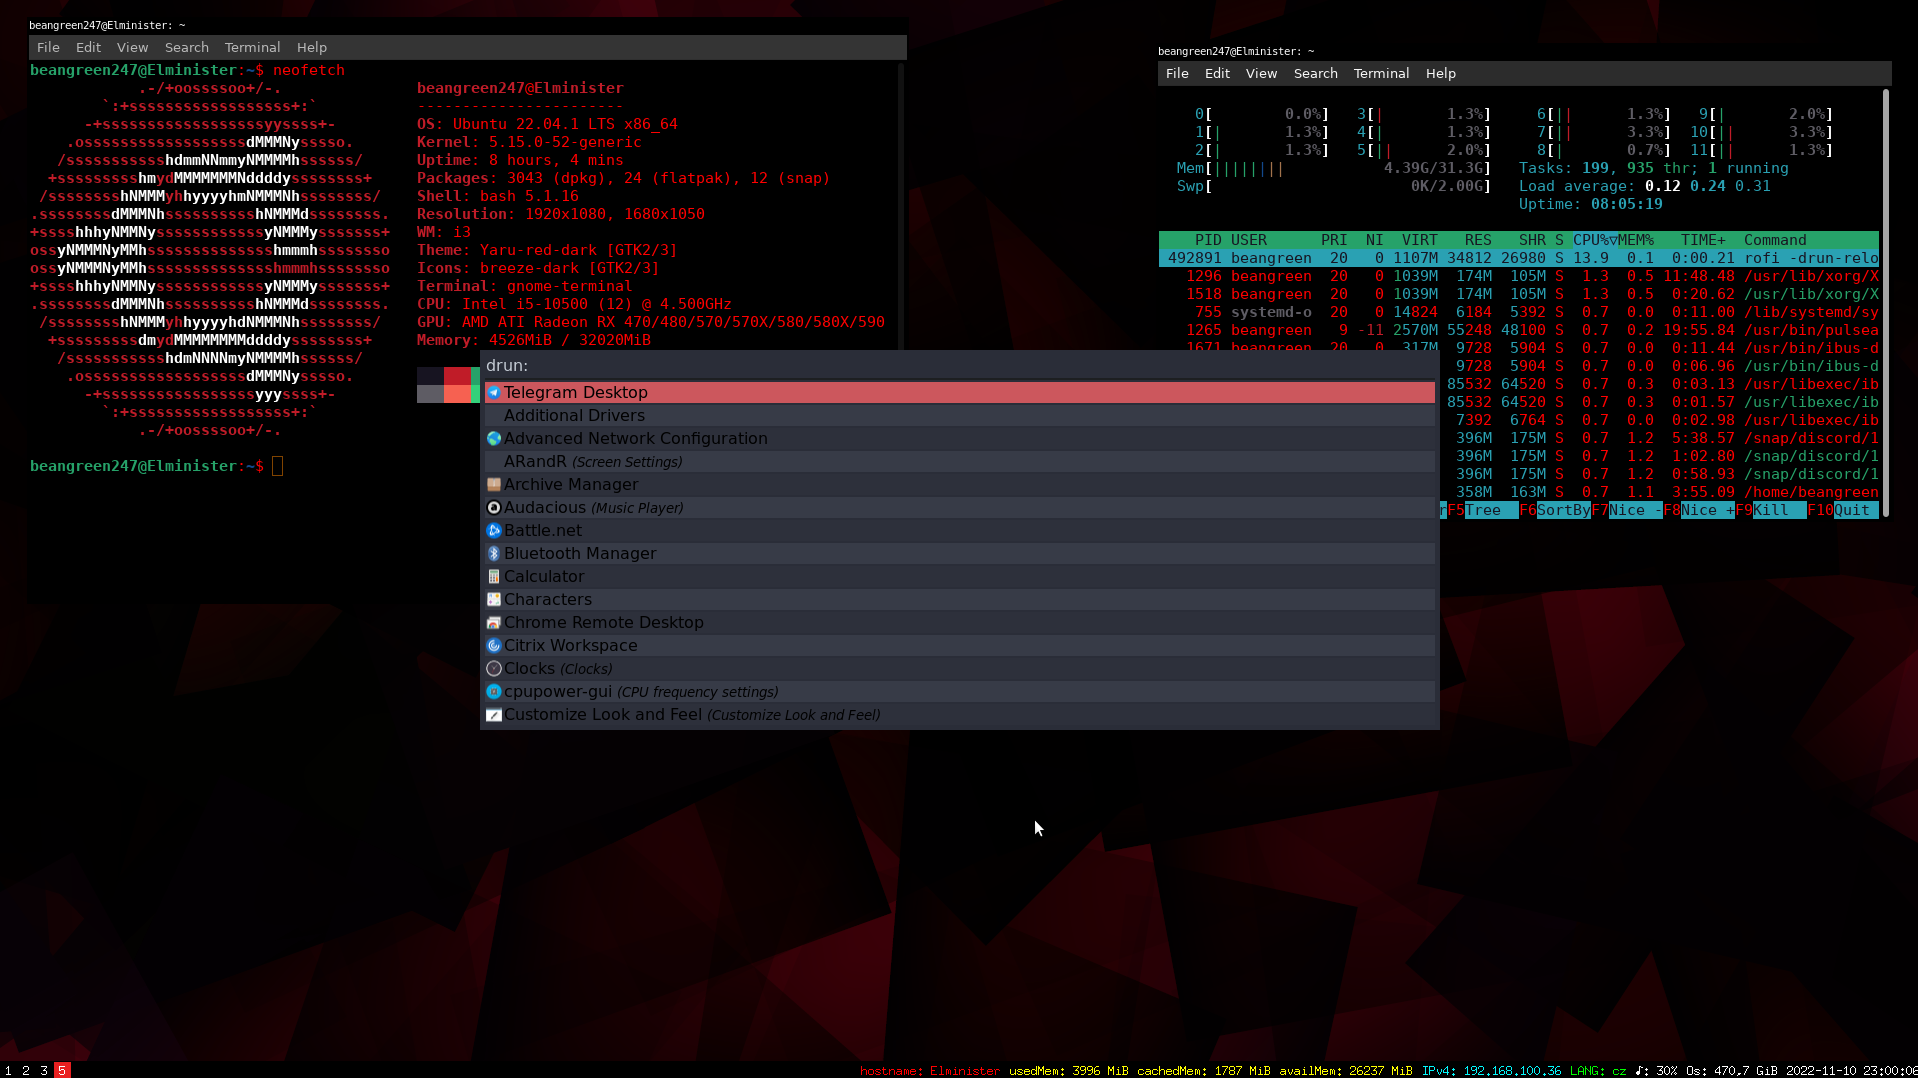 beangreen247@Elminister: ~
File Edit View Search Terminal Help
beangreen247@Elminister:~$ neofetch
.-/+oossssoo+/-.
`:+ssssssssssssssssss+:`
-+ssssssssssssssssssyyssss+-
.ossssssssssssssssssdMMMNysssso.
/ssssssssssshdmmNNmmyNMMMMhssssss/
+ssssssssshmydMMMMMMMNddddyssssssss+
/sssssssshNMMMyhhyyyyhmNMMMNhssssssss/
.ssssssssdMMMNhsssssssssshNMMMdssssssss.
+sssshhhyNMMNyssssssssssssyNMMMysssssss+
ossyNMMMNyMMhsssssssssssssshmmmhssssssso
ossyNMMMNyMMhsssssssssssssshmmmhssssssso
+sssshhhyNMMNyssssssssssssyNMMMysssssss+
.ssssssssdMMMNhsssssssssshNMMMdssssssss.
/sssssssshNMMMyhhyyyyhdNMMMNhssssssss/
+sssssssssdmydMMMMMMMMddddyssssssss+
/ssssssssssshdmNNNNmyNMMMMhssssss/
.ossssssssssssssssssdMMMNysssso.
-+sssssssssssssssssyyyssss+-
`:+ssssssssssssssssss+:`
.-/+oossssoo+/-.
beangreen247@Elminister
-----------------------
OS: Ubuntu 22.04.1 LTS x86_64
Kernel: 5.15.0-52-generic
Uptime: 8 hours, 4 mins
Packages: 3043 (dpkg), 24 (flatpak), 12 (snap)
Shell: bash 5.1.16
Resolution: 1920x1080, 1680x1050
WM: i3
Theme: Yaru-red-dark [GTK2/3]
Icons: breeze-dark [GTK2/3]
Terminal: gnome-terminal
CPU: Intel i5-10500 (12) @ 4.500GHz
GPU: AMD ATI Radeon RX 470/480/570/570X/580/580X/590
Memory: 4526MiB / 32020MiB
beangreen247@Elminister:~$
beangreen247@Elminister: ~
File Edit View Search Terminal Help
0[ 0.0%] 3[| 1.3%] 6[|| 1.3%] 9[| 2.0%]
1[| 1.3%] 4[| 1.3%] 7[|| 3.3%] 10[|| 3.3%]
2[| 1.3%] 5[|| 2.0%] 8[| 0.7%] 11[|| 1.3%]
Mem[|||||||| 4.39G/31.3G] Tasks: 199, 935 thr; 1 running
Swp[ 0K/2.00G] Load average: 0.12 0.24 0.31
Uptime: 08:05:19
PID USER PRI NI VIRT RES SHR S CPU%▽MEM% TIME+ Command
492891 beangreen 20 0 1107M 34812 26980 S 13.9 0.1 0:00.21 rofi -drun-relo
1296 beangreen 20 0 1039M 174M 105M S 1.3 0.5 11:48.48 /usr/lib/xorg/X
1518 beangreen 20 0 1039M 174M 105M S 1.3 0.5 0:20.62 /usr/lib/xorg/X
755 systemd-o 20 0 14824 6184 5392 S 0.7 0.0 0:11.00 /lib/systemd/sy
1265 beangreen 9 -11 2570M 55248 48100 S 0.7 0.2 19:55.84 /usr/bin/pulsea
1671 beangreen 20 0 317M 9728 5904 S 0.7 0.0 0:11.44 /usr/bin/ibus-d
9728 5904 S 0.7 0.0 0:06.96 /usr/bin/ibus-d
85532 64520 S 0.7 0.3 0:03.13 /usr/libexec/ib
85532 64520 S 0.7 0.3 0:01.57 /usr/libexec/ib
7392 6764 S 0.7 0.0 0:02.98 /usr/libexec/ib
396M 175M S 0.7 1.2 5:38.57 /snap/discord/1
396M 175M S 0.7 1.2 1:02.80 /snap/discord/1
396M 175M S 0.7 1.2 0:58.93 /snap/discord/1
358M 163M S 0.7 1.1 3:55.09 /home/beangreen
rF5Tree F6SortByF7Nice -F8Nice +F9Kill F10Quit
drun:
Telegram Desktop
Additional Drivers
Advanced Network Configuration
ARandR (Screen Settings)
Archive Manager
Audacious (Music Player)
Battle.net
Bluetooth Manager
Calculator
Characters
Chrome Remote Desktop
Citrix Workspace
Clocks (Clocks)
cpupower-gui (CPU frequency settings)
Customize Look and Feel (Customize Look and Feel)
1 2 3 5
hostname: Elminister usedMem: 3996 MiB cachedMem: 1787 MiB availMem: 26237 MiB IPv4: 192.168.100.36 LANG: cz ♪: 30% Os: 470.7 GiB 2022-11-10 23:00:06